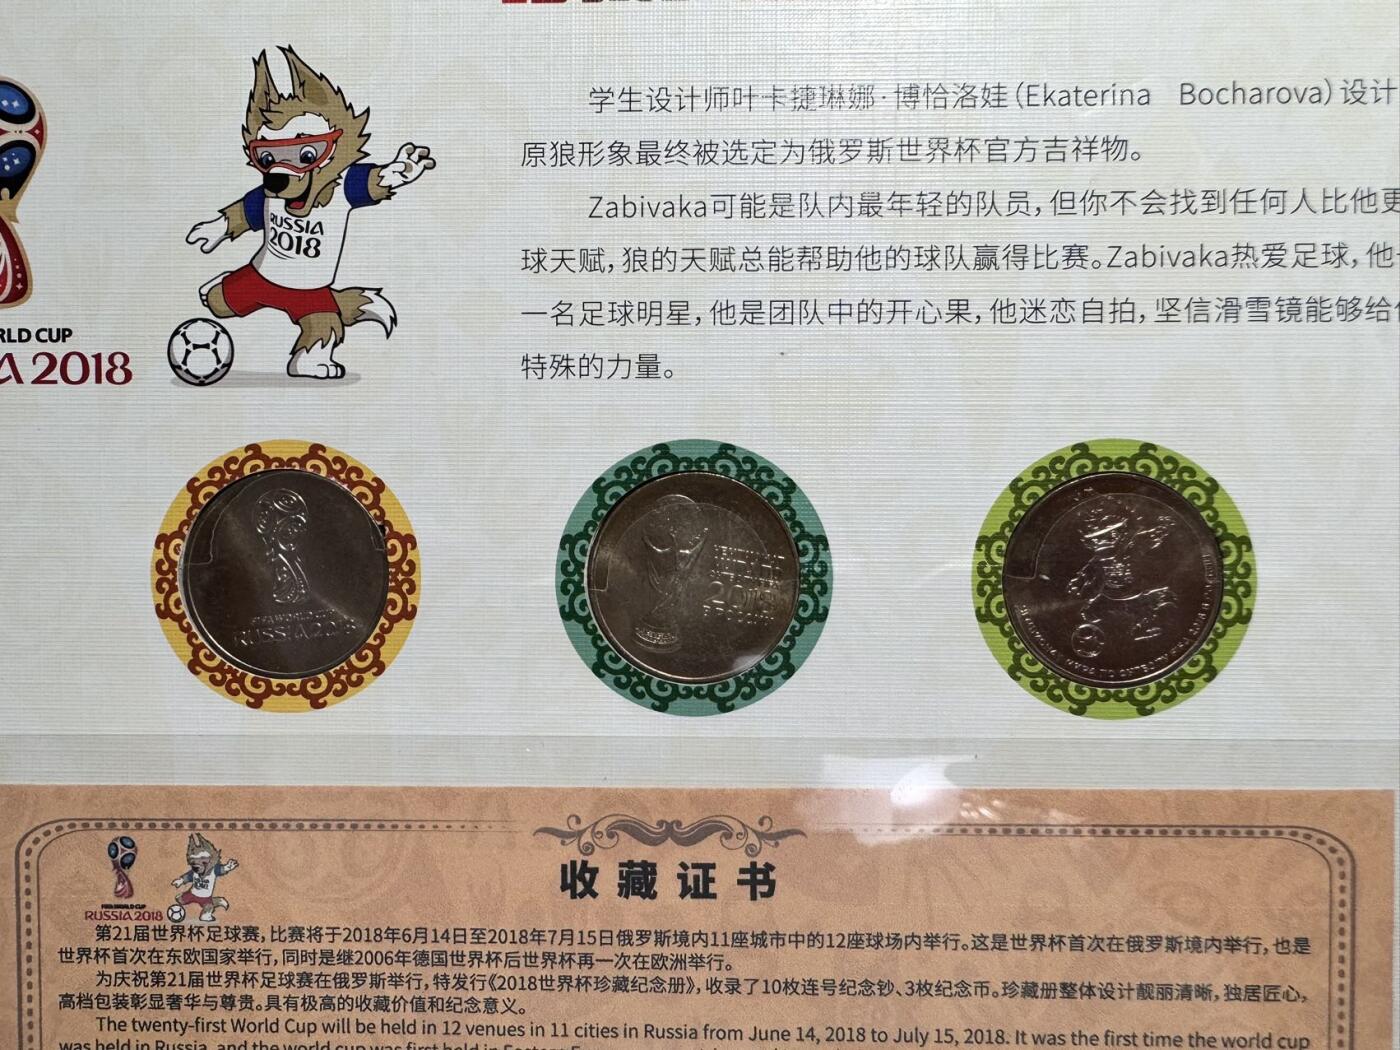 学生设计师叶卡捷琳娜·博恰洛娃(Ekaterina Bocharova)设计
原狼形象最终被选定为俄罗斯世界杯官方吉祥物。
Zabivaka可能是队内最年轻的队员,但你不会找到任何人比他更
球天赋,狼的天赋总能帮助他的球队赢得比赛。Zabivaka热爱足球,他
一名足球明星,他是团队中的开心果,他迷恋自拍,坚信滑雪镜能够给
特殊的力量。
RUSSIA
2018
RLD CUP
A 2018
FIFA WORLD
RUSSIA 20
2018
РОССИИ
收藏证书
FIFA WORLD CUP
RUSSIA 2018
第21届世界杯足球赛,比赛将于2018年6月14日至2018年7月15日俄罗斯境内11座城市中的12座球场内举行。这是世界杯首次在俄罗斯境内举行,也是
世界杯首次在东欧国家举行,同时是继2006年德国世界杯后世界杯再一次在欧洲举行。
为庆祝第21届世界杯足球赛在俄罗斯举行,特发行《2018世界杯珍藏纪念册》,收录了10枚连号纪念钞、3枚纪念币。珍藏册整体设计靓丽清晰,独居匠心,
高档包装彰显奢华与尊贵。具有极高的收藏价值和纪念意义。
The twenty-first World Cup will be held in 12 venues in 11 cities in Russia from June 14, 2018 to July 15, 2018. It was the first time the world cup
was held in Russia, and the world cup was first held in Eastern